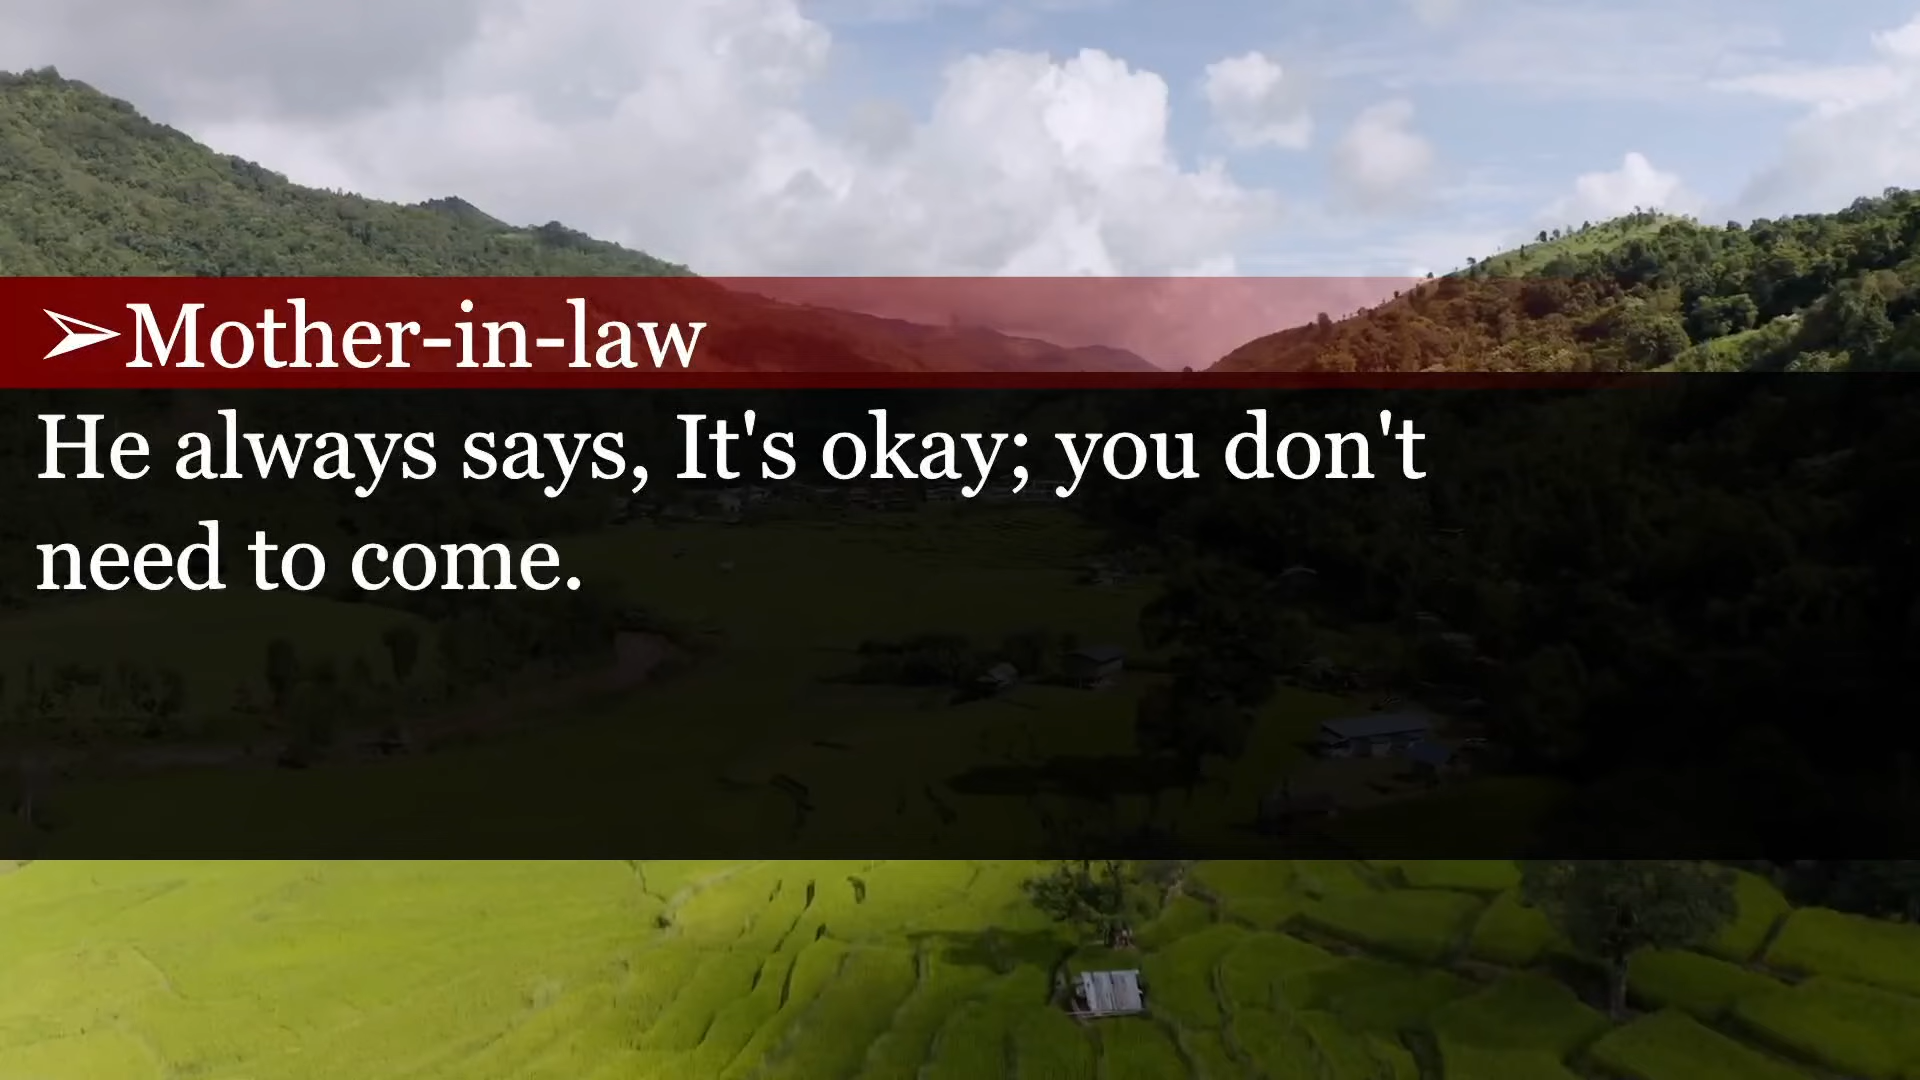 ➢Mother-in-law
He always says, It's okay; you don't
need to come.